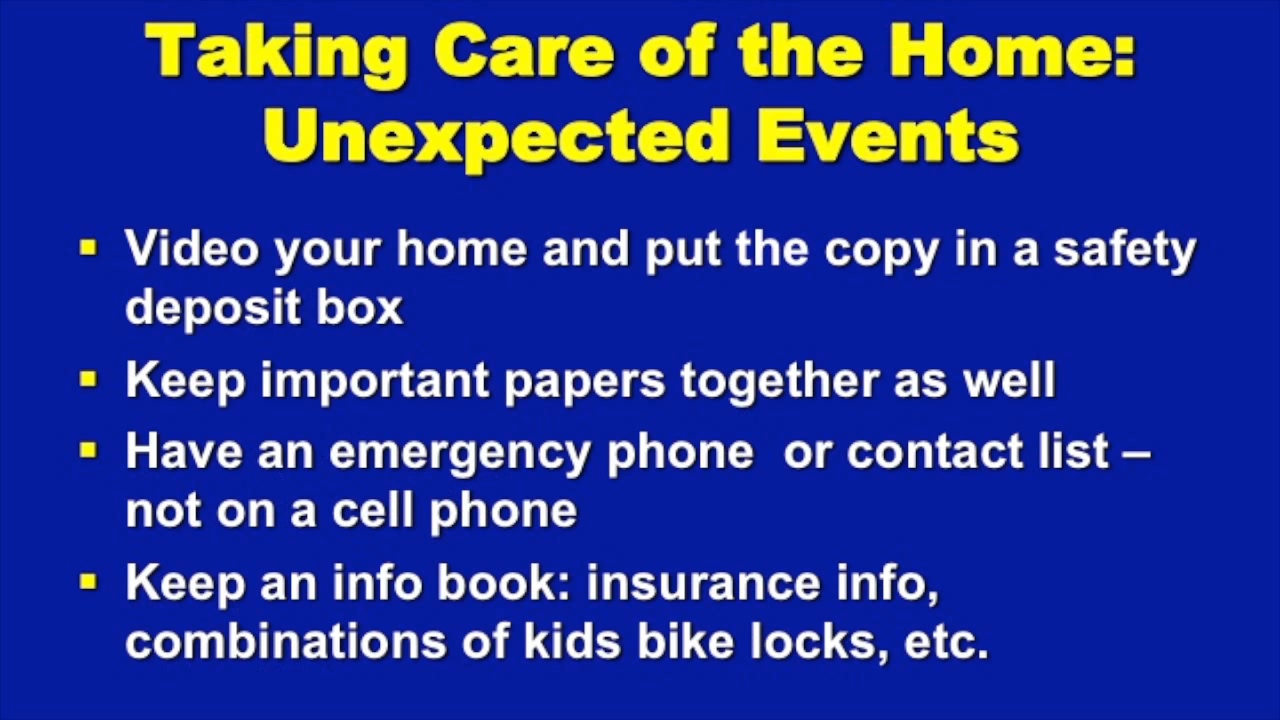 Taking Care of the Home:
Unexpected Events
▪ Video your home and put the copy in a safety
deposit box
▪ Keep important papers together as well
▪ Have an emergency phone  or contact list –
not on a cell phone
▪ Keep an info book: insurance info,
combinations of kids bike locks, etc.